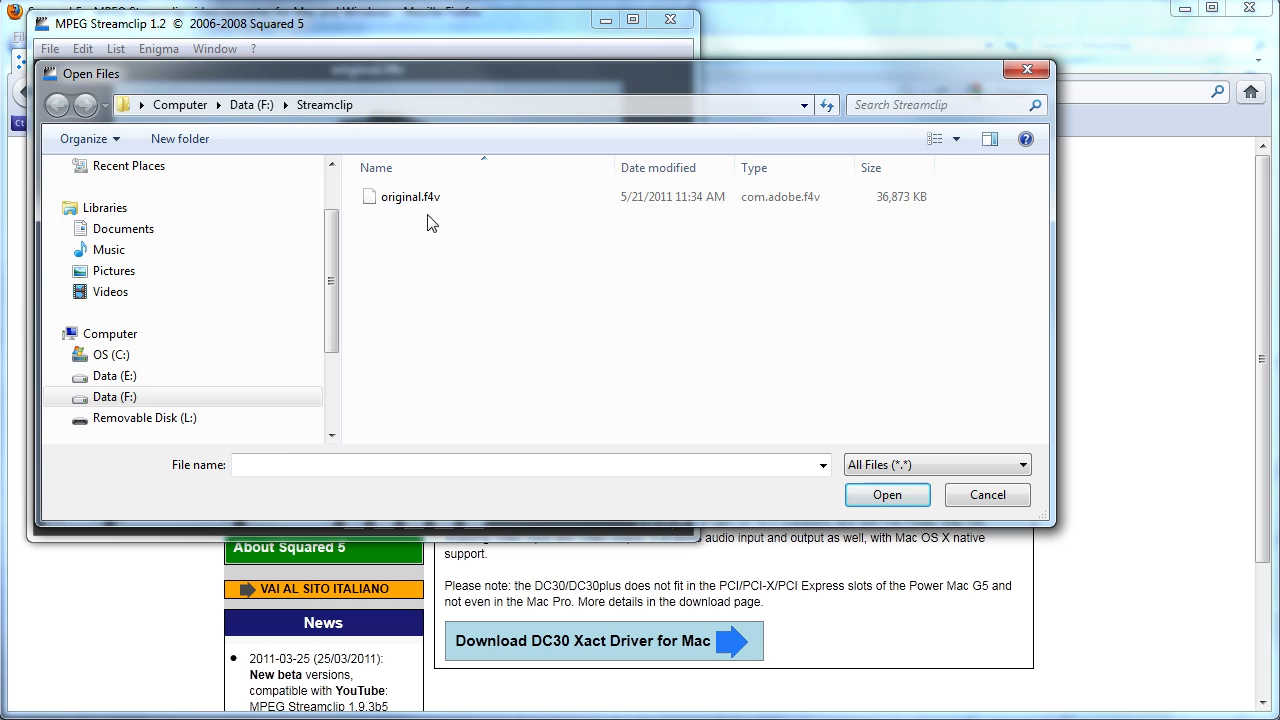 MPEG Streamclip 1.2 © 2006-2008 Squared 5
File Edit List Enigma Window ?
Open Files
Computer Data (F:) Streamclip
Search Streamclip
Organize New folder
Recent Places
Libraries
Documents
Music
Pictures
Videos
Computer
OS (C:)
Data (E:)
Data (F:)
Removable Disk (L:)
Name Date modified Type Size
original.f4v 5/21/2011 11:34 AM com.adobe.f4v 36,873 KB
File name:
All Files (*.*)
Open Cancel
Ct
About Squared 5
VAI AL SITO ITALIANO
News
2011-03-25 (25/03/2011):
New beta versions,
compatible with YouTube:
MPEG Streamclip 1.9.3b5
audio input and output as well, with Mac OS X native
support.
Please note: the DC30/DC30plus does not fit in the PCI/PCI-X/PCI Express slots of the Power Mac G5 and
not even in the Mac Pro. More details in the download page.
Download DC30 Xact Driver for Mac